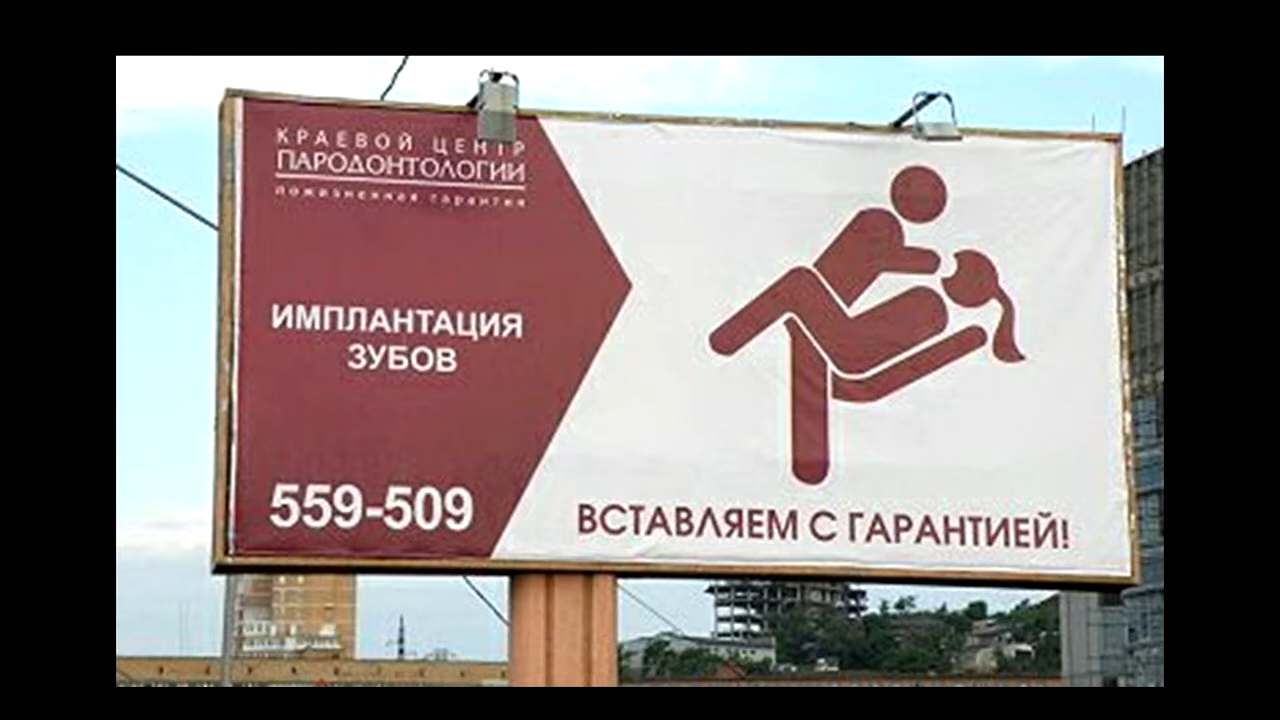 КРАЕВОЙ ЦЕНТР
ПАРОДОНТОЛОГИИ
пожизненная гарантия
ИМПЛАНТАЦИЯ
ЗУБОВ
559-509
ВСТАВЛЯЕМ С ГАРАНТИЕЙ!